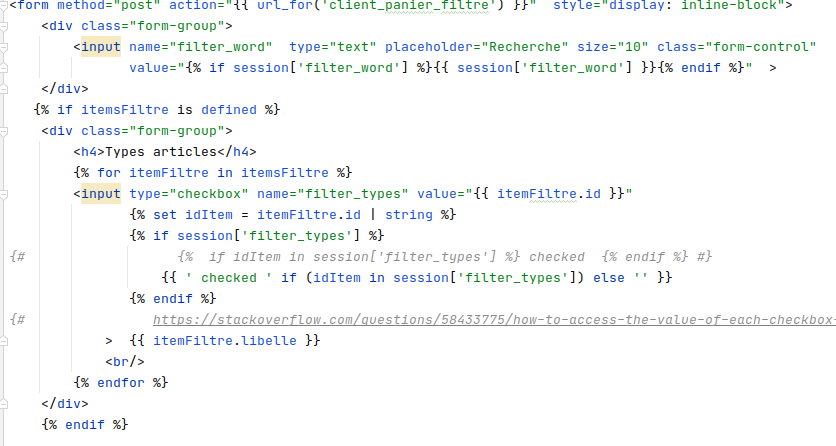 <form method="post" action="{{ url_for('client_panier_filtre') }}"  style="display: inline-block">
<div class="form-group">
<input name="filter_word"  type="text" placeholder="Recherche" size="10" class="form-control"
value="{% if session['filter_word'] %}{{ session['filter_word'] }}{% endif %}"  >
</div>
{% if itemsFiltre is defined %}
<div class="form-group">
<h4>Types articles</h4>
{% for itemFiltre in itemsFiltre %}
<input type="checkbox" name="filter_types" value="{{ itemFiltre.id }}"
{% set idItem = itemFiltre.id | string %}
{% if session['filter_types'] %}
{#                   {%  if idItem in session['filter_types'] %} checked  {% endif %} #}
{{ ' checked ' if (idItem in session['filter_types']) else '' }}
{% endif %}
{#                https://stackoverflow.com/questions/58433775/how-to-access-the-value-of-each-checkbox-
>  {{ itemFiltre.libelle }}
<br/>
{% endfor %}
</div>
{% endif %}